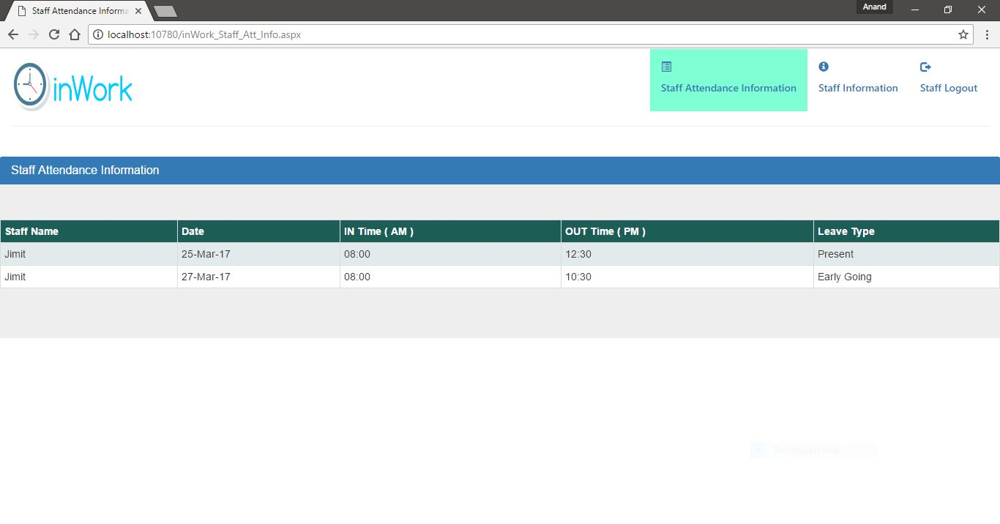 Staff Attendance Informa
Anand
localhost:10780/inWork_Staff_Att_Info.aspx
inWork
Staff Attendance Information
Staff Information
Staff Logout
Staff Attendance Information
Staff Name Date IN Time ( AM ) OUT Time ( PM ) Leave Type
Jimit 25-Mar-17 08:00 12:30 Present
Jimit 27-Mar-17 08:00 10:30 Early Going
Rectangular Snip